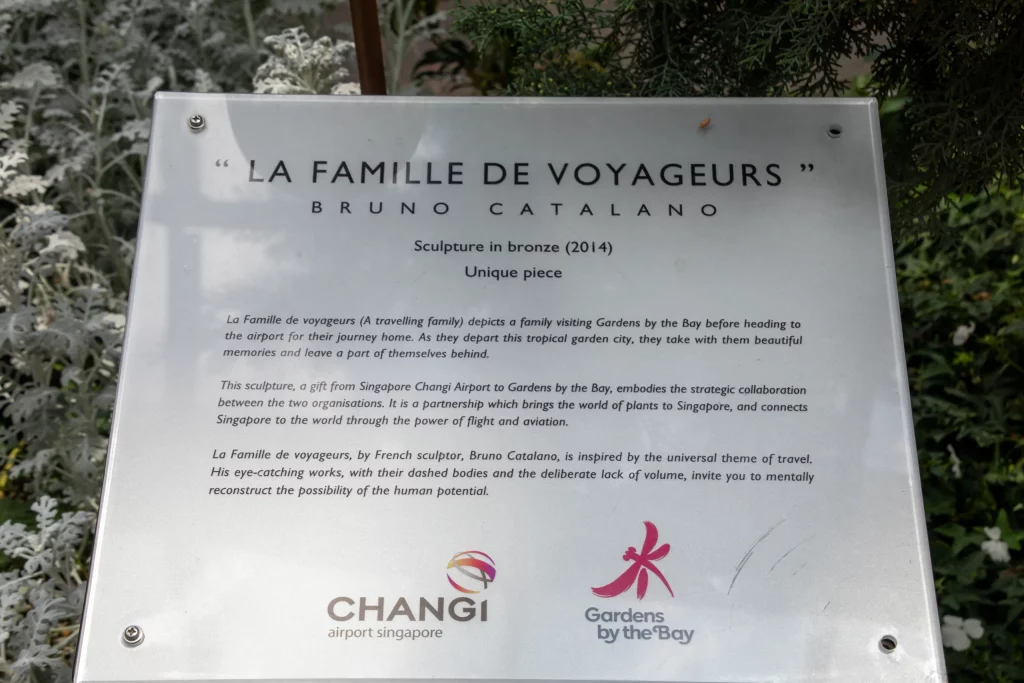 “ LA FAMILLE DE VOYAGEURS ”
BRUNO CATALANO
Sculpture in bronze (2014)
Unique piece
La Famille de voyageurs (A travelling family) depicts a family visiting Gardens by the Bay before heading to
the airport for their journey home. As they depart this tropical garden city, they take with them beautiful
memories and leave a part of themselves behind.
This sculpture, a gift from Singapore Changi Airport to Gardens by the Bay, embodies the strategic collaboration
between the two organisations. It is a partnership which brings the world of plants to Singapore, and connects
Singapore to the world through the power of flight and aviation.
La Famille de voyageurs, by French sculptor, Bruno Catalano, is inspired by the universal theme of travel.
His eye-catching works, with their dashed bodies and the deliberate lack of volume, invite you to mentally
reconstruct the possibility of the human potential.
CHANGI
airport singapore
Gardens
by the Bay